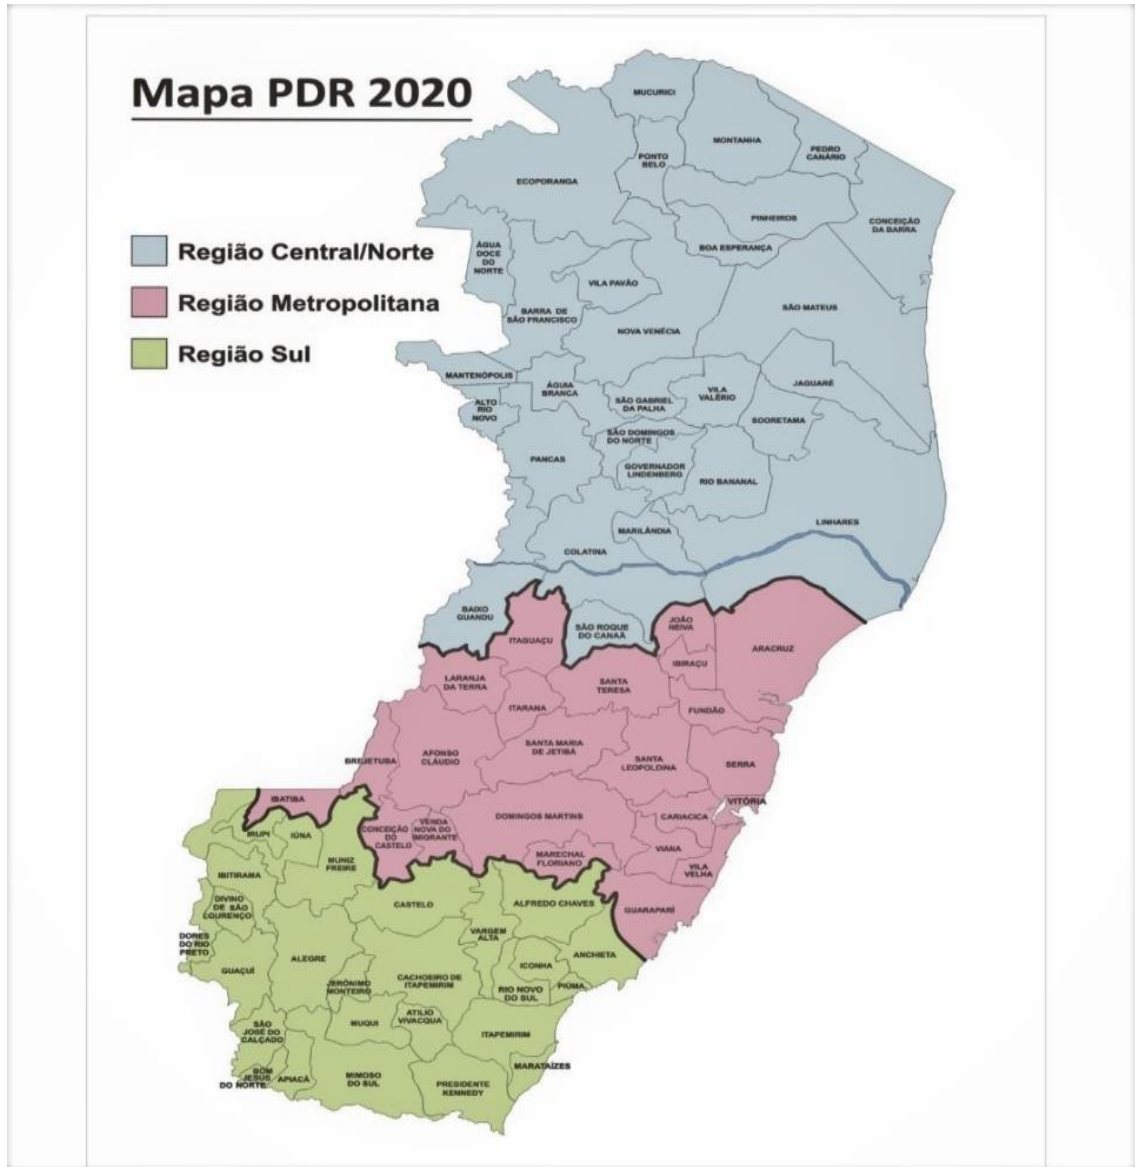 Mapa PDR 2020
Região Central/Norte
Região Metropolitana
Região Sul
MUCURICI
MONTANHA
PEDRO
CANÁRIO
PONTO
BELO
ECOPORANGA
PINHEIROS
CONCEIÇÃO
DA BARRA
ÁGUA
DOCE
DO
NORTE
BOA ESPERANÇA
VILA PAVÃO
BARRA DE
SÃO FRANCISCO
SÃO MATEUS
NOVA VENÉCIA
MANTENÓPOLIS
ÁGUIA
BRANCA
JAGUARÉ
VILA
VALÉRIO
SÃO GABRIEL
DA PALHA
ALTO
RIO
NOVO
SOORETAMA
SÃO DOMINGOS
DO NORTE
PANCAS
GOVERNADOR
LINDENBERG
RIO BANANAL
LINHARES
MARILÂNDIA
COLATINA
BAIXO
GUANDU
SÃO ROQUE
DO CANAÃ
JOÃO
NEIVA
ITAGUAÇU
ARACRUZ
IBIRAÇU
LARANJA
DA TERRA
SANTA
TERESA
ITARANA
FUNDÃO
SANTA MARIA
DE JETIBÁ
AFONSO
CLÁUDIO
BREJETUBA
SANTA
LEOPOLDINA
SERRA
IBATIBA
VITÓRIA
DOMINGOS MARTINS
CARIACICA
VENDA
NOVA DO
IMIGRANTE
CONCEIÇÃO
DO
CASTELO
IRUPI
IÚNA
VIANA
MARECHAL
FLORIANO
VILA
VELHA
MUNIZ
FREIRE
IBITIRAMA
GUARAPARÍ
CASTELO
ALFREDO CHAVES
DIVINO
DE SÃO
LOURENÇO
VARGEM
ALTA
DORES
DO RIO
PRETO
ANCHIETA
ALEGRE
ICONHA
GUAÇUÍ
CACHOEIRO DE
ITAPEMIRIM
JERÔNIMO
MONTEIRO
PIÚMA
RIO NOVO
DO SUL
ATILIO
VIVACQUA
MUQUI
SÃO
JOSÉ DO
CALÇADO
ITAPEMIRIM
MARATAÍZES
BOM
JESUS
DO NORTE
APIACÁ
MIMOSO
DO SUL
PRESIDENTE
KENNEDY